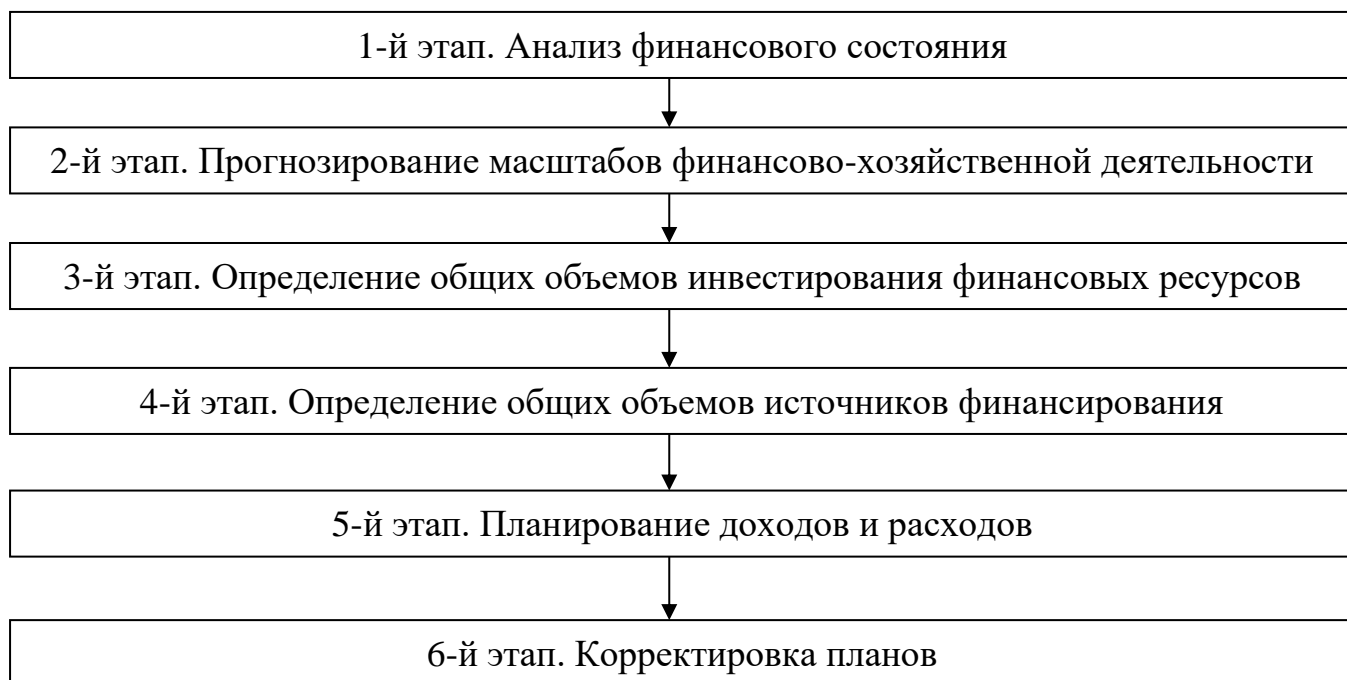 1-й этап. Анализ финансового состояния
2-й этап. Прогнозирование масштабов финансово-хозяйственной деятельности
3-й этап. Определение общих объемов инвестирования финансовых ресурсов
4-й этап. Определение общих объемов источников финансирования
5-й этап. Планирование доходов и расходов
6-й этап. Корректировка планов